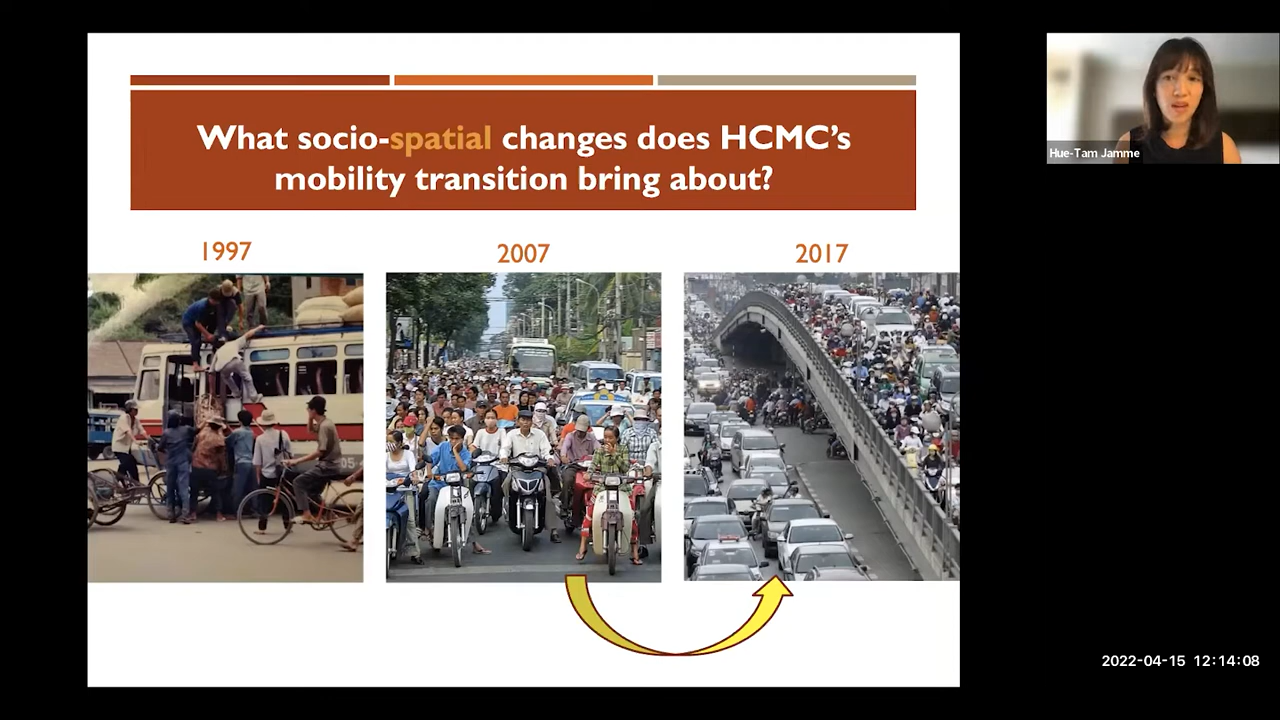 What socio-spatial changes does HCMC's
mobility transition bring about?
1997
2007
2017
Hue-Tam Jamme
2022-04-15 12:14:08